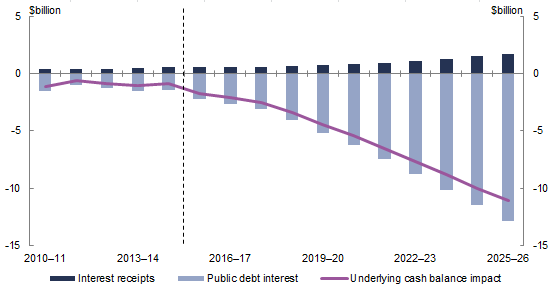 $billion $billion
5 5
0 0
-5 -5
-10 -10
-15 -15
2010–11 2013–14 2016–17 2019–20 2022–23 2025–26
Interest receipts Public debt interest Underlying cash balance impact